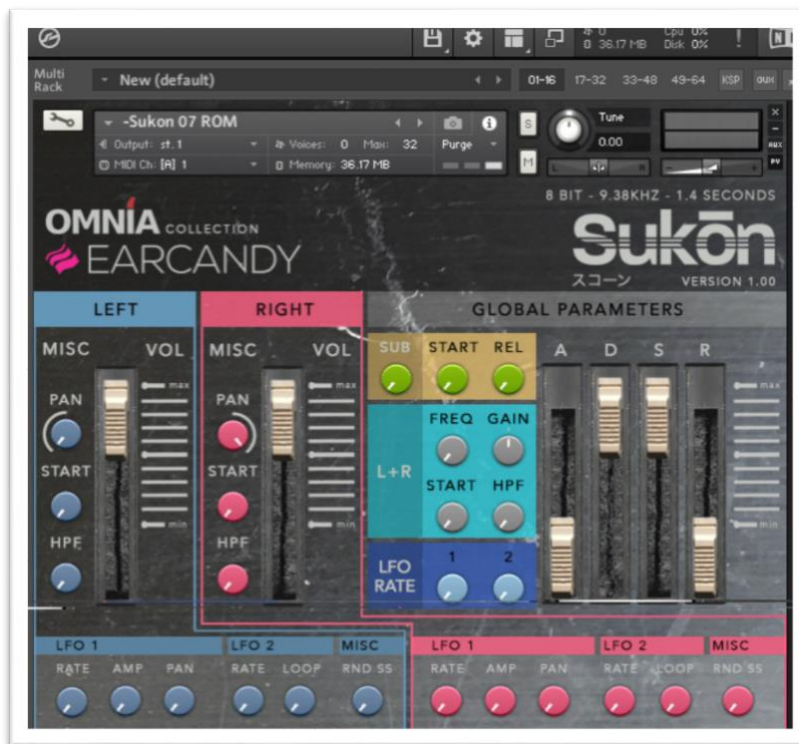 0 Cpu 0%
0 36.17 MB Disk 0% !
Multi
Rack
New (default) 01-16 17-32 33-48 49-64 KSP aux
-Sukon 07 ROM i S Tune ×
Output: st. 1 Voices: 0 Max: 32 Purge 0.00
MIDI Ch: [A] 1 Memory: 36.17 MB M L R AUX
PV
8 BIT - 9.38KHZ - 1.4 SECONDS
OMNIA COLLECTION
EARCANDY
Sukōn
スコーン VERSION 1.00
LEFT RIGHT GLOBAL PARAMETERS
MISC VOL MISC VOL SUB START REL A D S R
max max max
PAN PAN
FREQ GAIN
L+R
START START START HPF
min min min
HPF HPF
LFO RATE 1 2
LFO 1 LFO 2 MISC LFO 1 LFO 2 MISC
RATE AMP PAN RATE LOOP RND SS RATE AMP PAN RATE LOOP RND SS